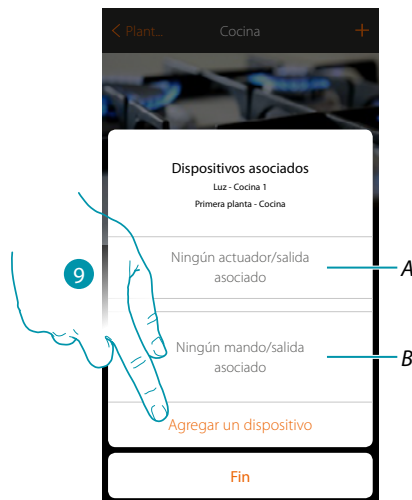 < Plant... Cocina +
Dispositivos asociados
Luz - Cocina 1
Primera planta - Cocina
Ningún actuador/salida
asociado
A
9
Ningún mando/salida
asociado
B
Agregar un dispositivo
Fin